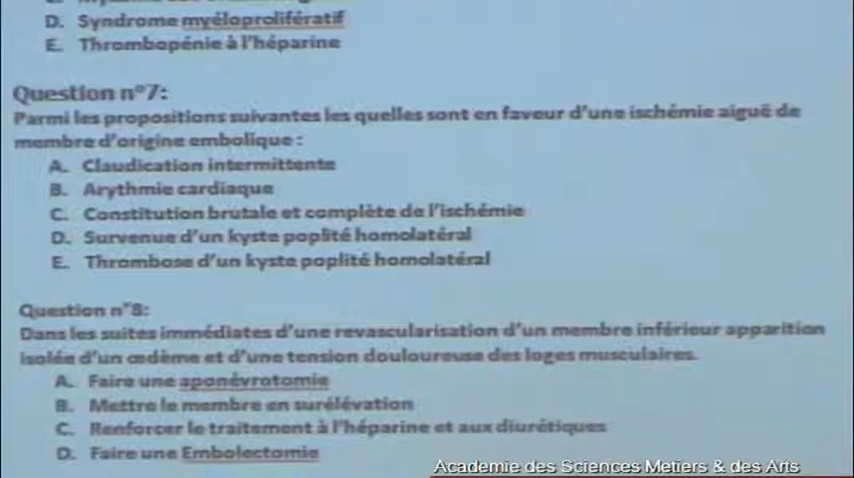 D. Syndrome myéloprolifératif
E. Thrombopénie à l'héparine
Question n°7:
Parmi les propositions suivantes les quelles sont en faveur d'une ischémie aiguë de
membre d'origine embolique :
A. Claudication intermittente
B. Arythmie cardiaque
C. Constitution brutale et complète de l'ischémie
D. Survenue d'un kyste poplité homolatéral
E. Thrombose d'un kyste poplité homolatéral
Question n°8:
Dans les suites immédiates d'une revascularisation d'un membre inférieur apparition
isolée d'un œdème et d'une tension douloureuse des loges musculaires.
A. Faire une aponévrotomie
B. Mettre le membre en surélévation
C. Renforcer le traitement à l'héparine et aux diurétiques
D. Faire une Embolectomie
Academie des Sciences Metiers & des Arts